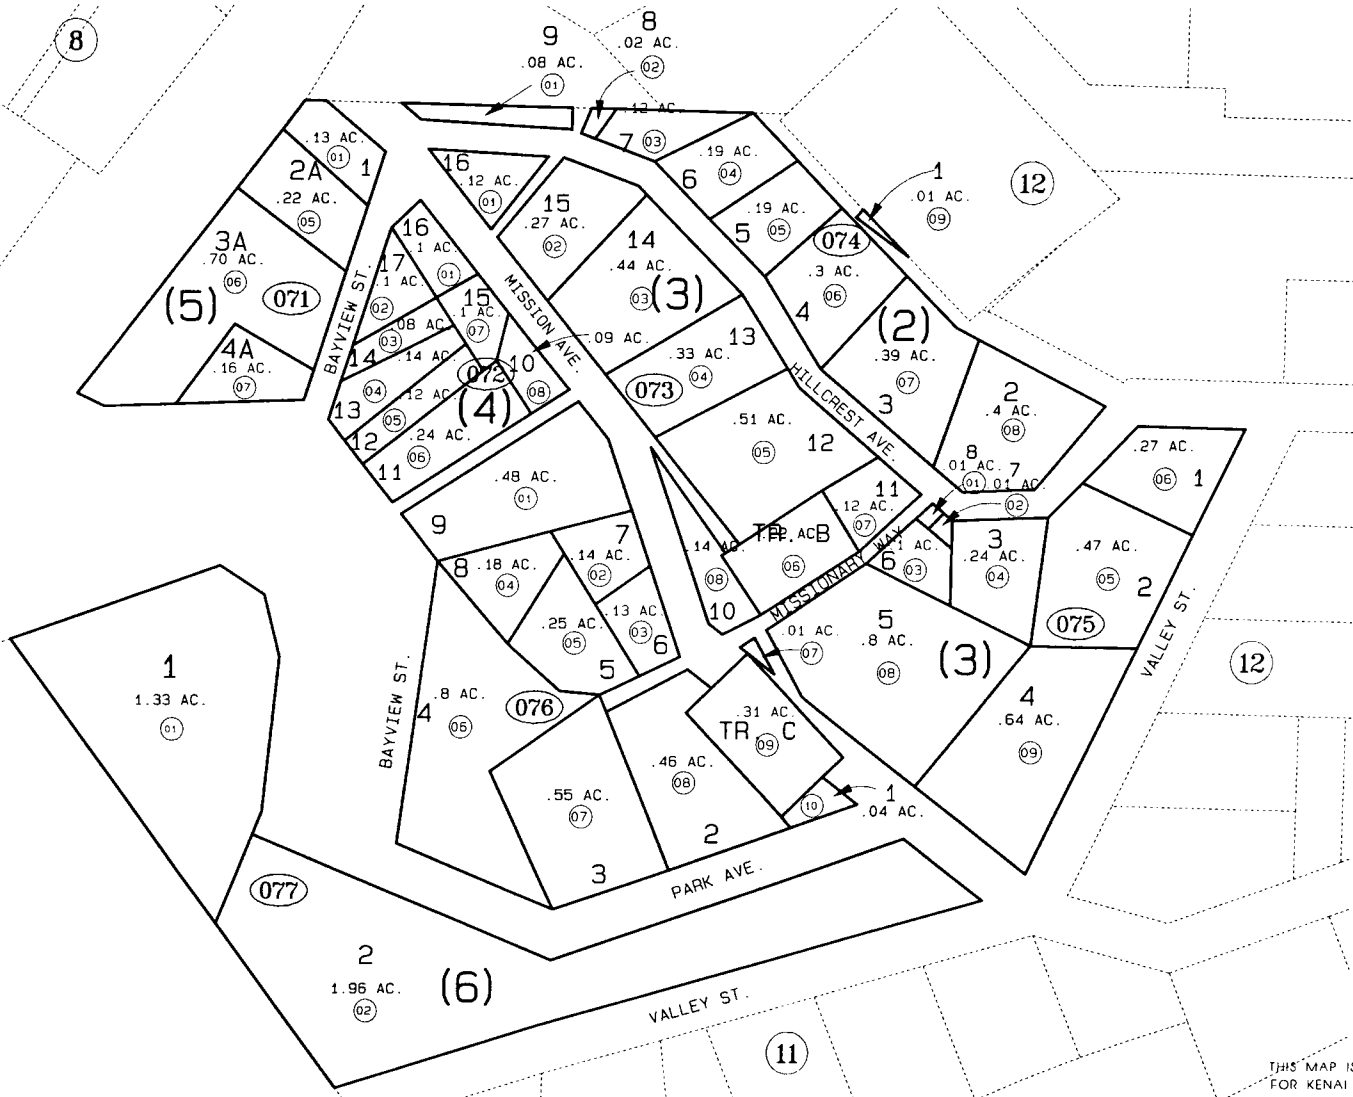 8
9
.08 AC.
01
8
.02 AC.
02
.12 AC.
7
03
.13 AC.
01
1
2A
.22 AC.
05
3A
.70 AC.
06
(5)
071
4A
.16 AC.
07
BAYVIEW ST.
16
.12 AC.
01
15
.27 AC.
02
14
.44 AC.
03
(3)
13
.33 AC.
04
073
.51 AC.
05
12
11
.12 AC.
07
TR. B
06
.14 AC.
08
10
6
.19 AC.
04
5
.19 AC.
05
074
.3 AC.
06
4
(2)
.39 AC.
07
3
2
.4 AC.
08
1
.01 AC.
09
12
16
.1 AC.
01
17
.1 AC.
02
.08 AC.
03
14
.14 AC.
04
13
.12 AC.
05
12
.24 AC.
06
11
15
.1 AC.
07
072
(4)
10
08
.09 AC.
MISSION AVE.
HILLCREST AVE.
MISSIONARY WAY
8
.01 AC.
01
7
.01 AC.
02
.1 AC.
03
6
3
.24 AC.
04
.47 AC.
05
2
.27 AC.
06
1
075
VALLEY ST.
12
5
.8 AC.
08
(3)
4
.64 AC.
09
.01 AC.
07
.48 AC.
01
9
8
.18 AC.
04
7
.14 AC.
02
.13 AC.
03
6
.25 AC.
05
5
076
.8 AC.
4
06
BAYVIEW ST.
.55 AC.
07
3
.46 AC.
08
2
.31 AC.
TR. C
09
10
1
.04 AC.
PARK AVE.
1
1.33 AC.
01
077
2
1.96 AC.
02
(6)
VALLEY ST.
11
THIS MAP IS
FOR KENAI